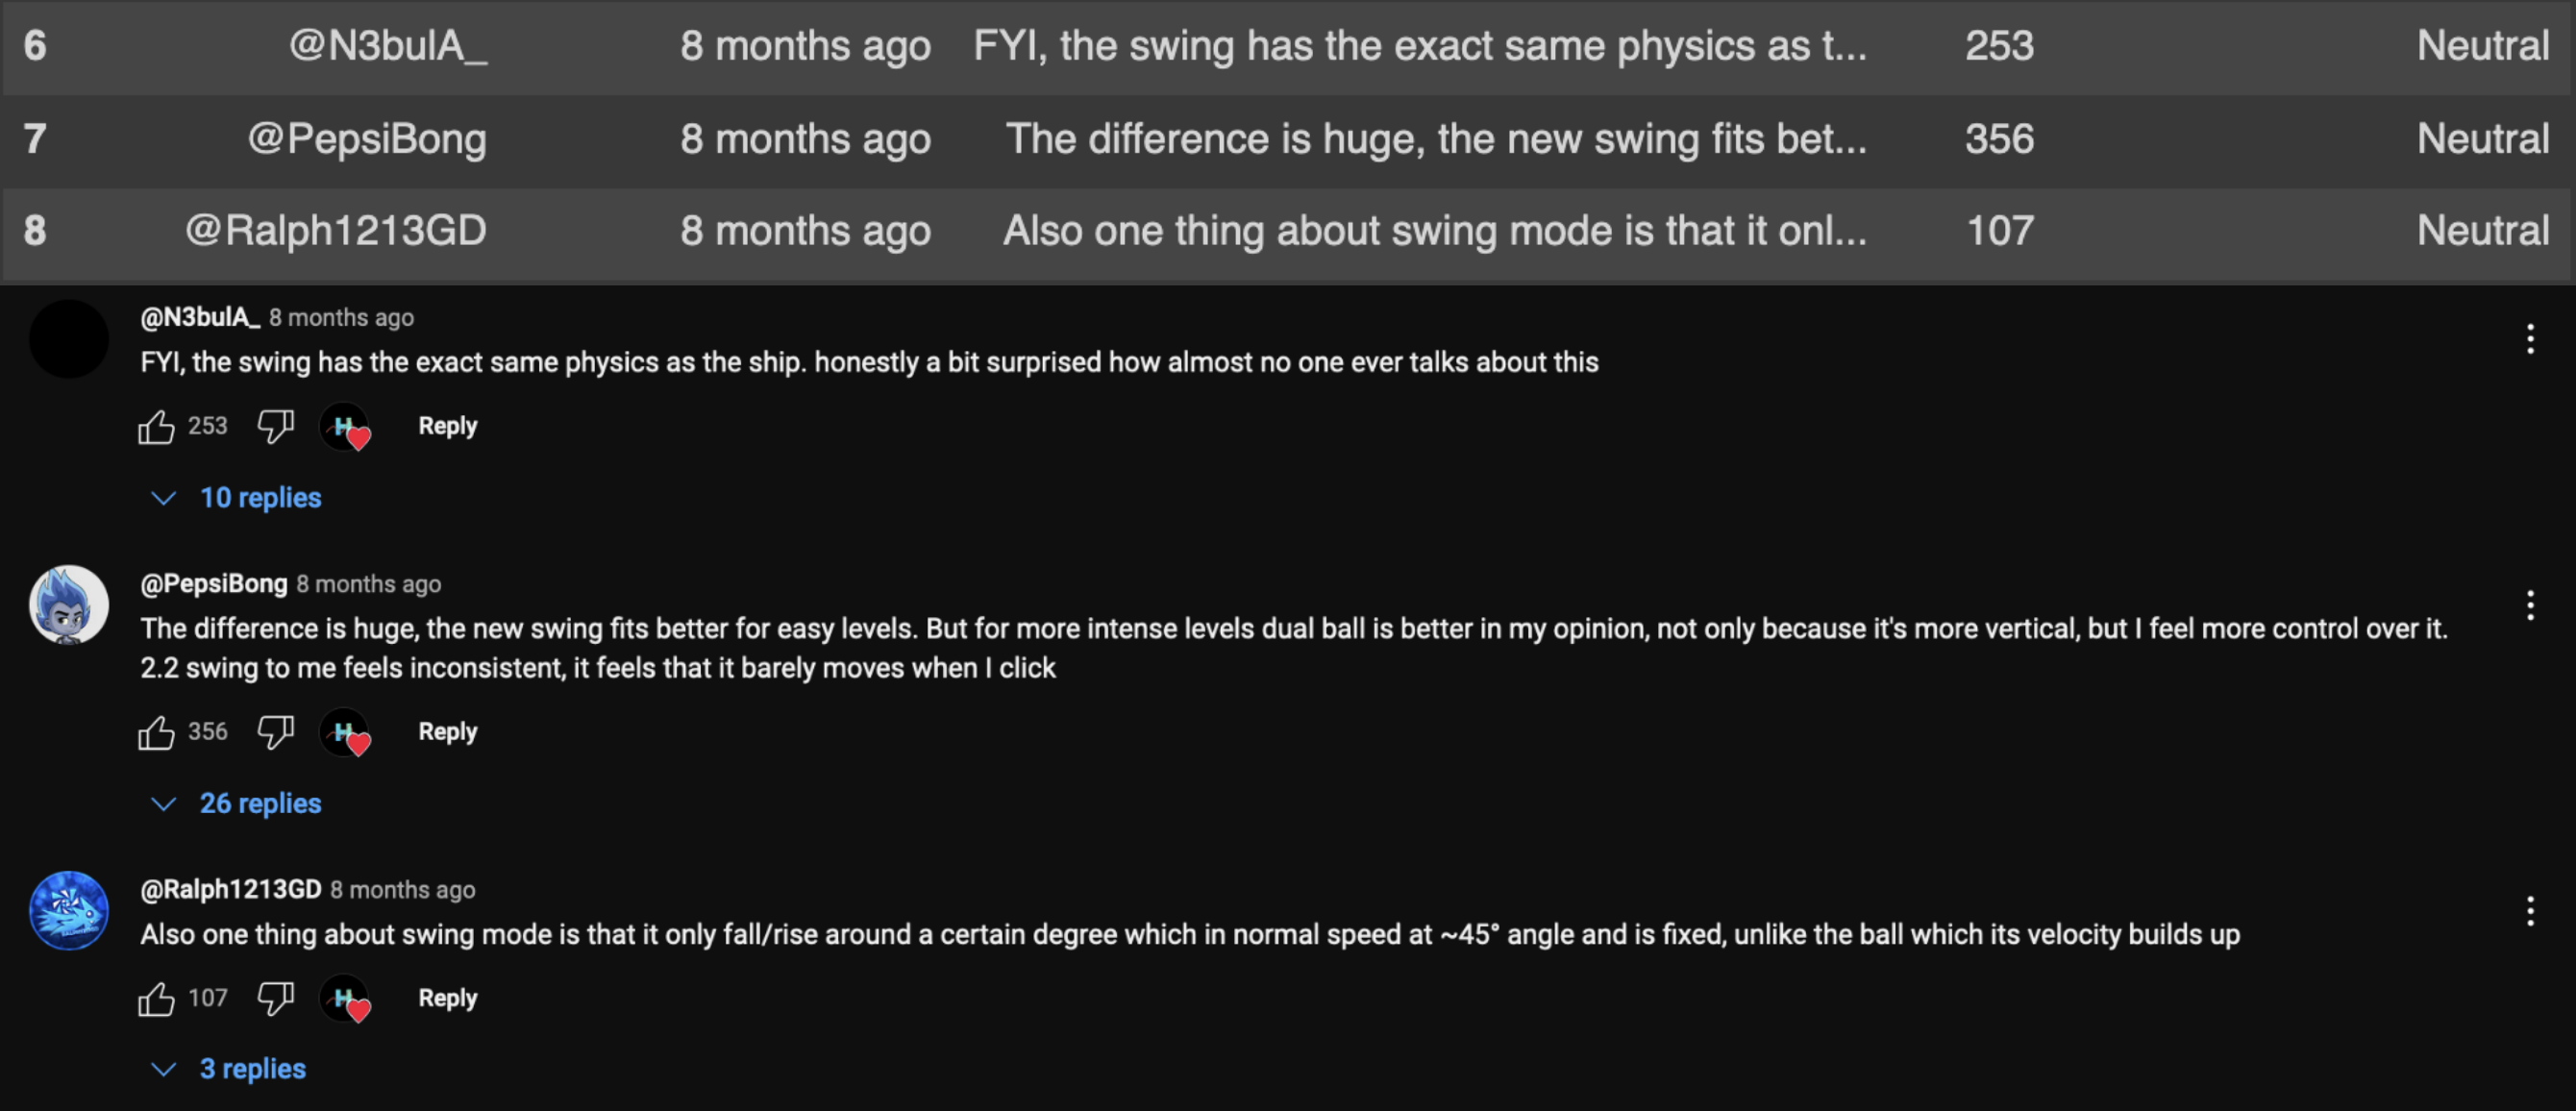 6 @N3bulA_ 8 months ago FYI, the swing has the exact same physics as t... 253 Neutral
7 @PepsiBong 8 months ago The difference is huge, the new swing fits bet... 356 Neutral
8 @Ralph1213GD 8 months ago Also one thing about swing mode is that it onl... 107 Neutral
@N3bulA_ 8 months ago
FYI, the swing has the exact same physics as the ship. honestly a bit surprised how almost no one ever talks about this
253 H Reply
10 replies
@PepsiBong 8 months ago
The difference is huge, the new swing fits better for easy levels. But for more intense levels dual ball is better in my opinion, not only because it's more vertical, but I feel more control over it.
2.2 swing to me feels inconsistent, it feels that it barely moves when I click
356 H Reply
26 replies
@Ralph1213GD 8 months ago
Also one thing about swing mode is that it only fall/rise around a certain degree which in normal speed at ~45° angle and is fixed, unlike the ball which its velocity builds up
107 H Reply
3 replies